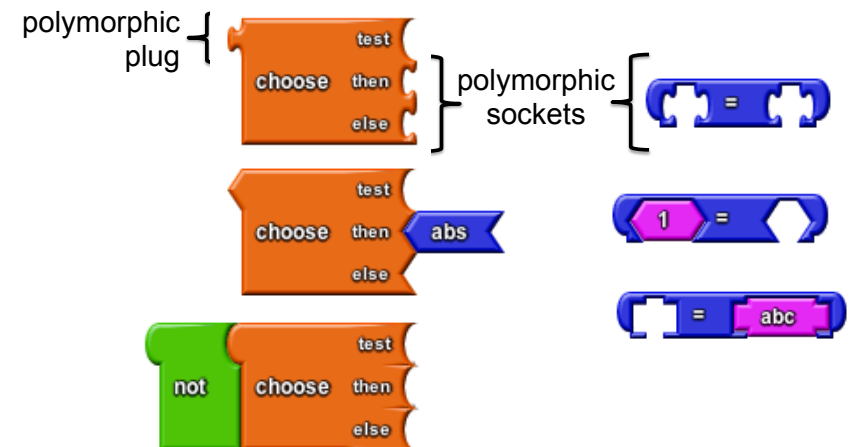 polymorphic
plug
test
choose then
else
polymorphic
sockets
=
test
choose then abs
else
1 =
= abc
test
not choose then
else